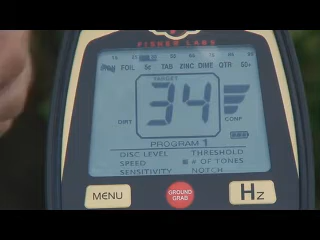 FISHER LABS
FOIL 5¢ TAB ZINC DIME QTR 50+
TARGET
34
DIRT CONF
PROGRAM 1
DISC LEVEL THRESHOLD
SPEED # OF TONES
SENSITIVITY NOTCH
MENU GROUND GRAB Hz